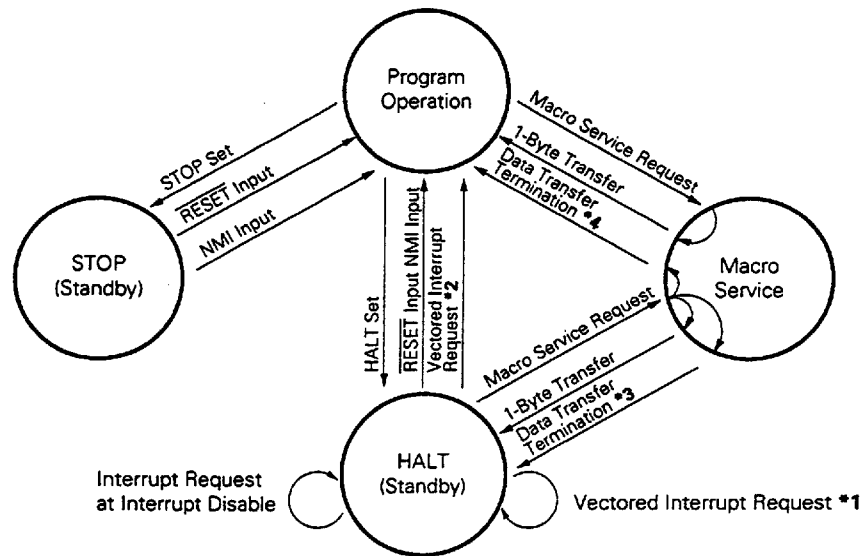 Program
Operation
Macro Service Request
1-Byte Transfer
Data Transfer
Termination *4
STOP Set
RESET Input
NMI Input
STOP
(Standby)
Macro
Service
HALT Set
RESET Input NMI Input
Vectored Interrupt
Request *2
Macro Service Request
1-Byte Transfer
Data Transfer
Termination *3
HALT
(Standby)
Interrupt Request
at Interrupt Disable
Vectored Interrupt Request *1